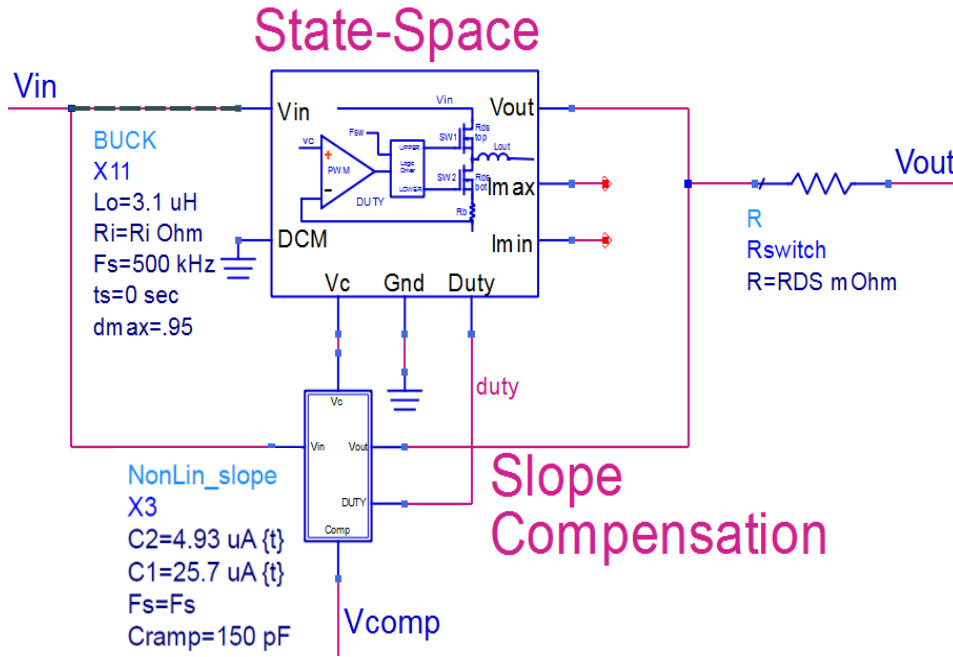 State-Space
Vin
Vin
Vin
Vout
BUCK
X11
Lo=3.1 uH
Ri=Ri Ohm
Fs=500 kHz
ts=0 sec
dmax=.95
Fsw
VC
+
PWM
−
UPPER
Logic
Driver
LOWER
DUTY
SW1
Rds
top
Lout
SW2
Rds
bot
Rb
Imax
Imin
DCM
Vc
Gnd
Duty
Vout
R
Rswitch
R=RDS mOhm
duty
Vc
Vin
Vout
DUTY
Comp
NonLin_slope
X3
C2=4.93 uA {t}
C1=25.7 uA {t}
Fs=Fs
Cramp=150 pF
Slope
Compensation
Vcomp